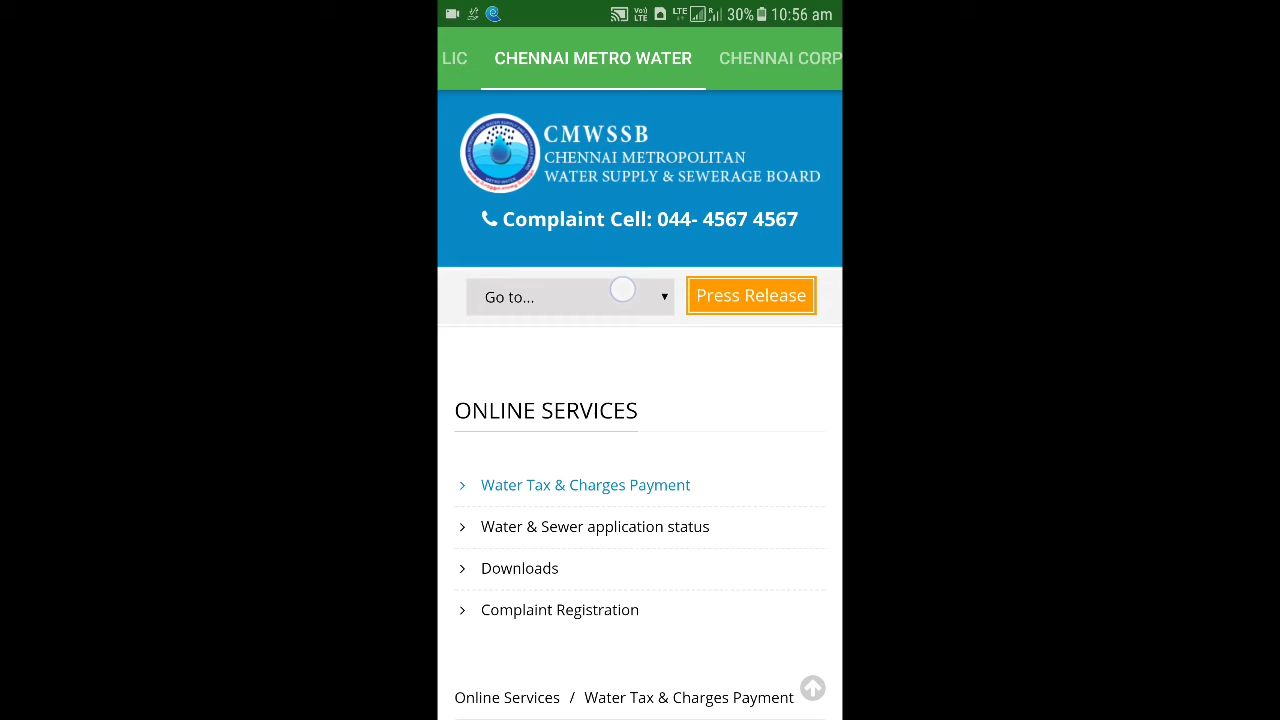 30% 10:56 am
LIC CHENNAI METRO WATER CHENNAI CORP
CMWSSB
CHENNAI METROPOLITAN
WATER SUPPLY & SEWERAGE BOARD
Complaint Cell: 044- 4567 4567
Go to... Press Release
ONLINE SERVICES
Water Tax & Charges Payment
Water & Sewer application status
Downloads
Complaint Registration
Online Services / Water Tax & Charges Payment